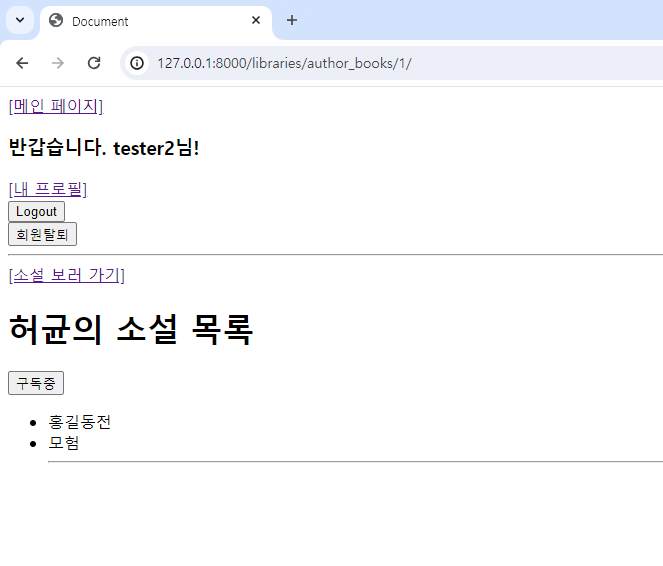 Document
127.0.0.1:8000/libraries/author_books/1/
[메인 페이지]
반갑습니다. tester2님!
[내 프로필]
Logout
회원탈퇴
[소설 보러 가기]
허균의 소설 목록
구독중
홍길동전
모험